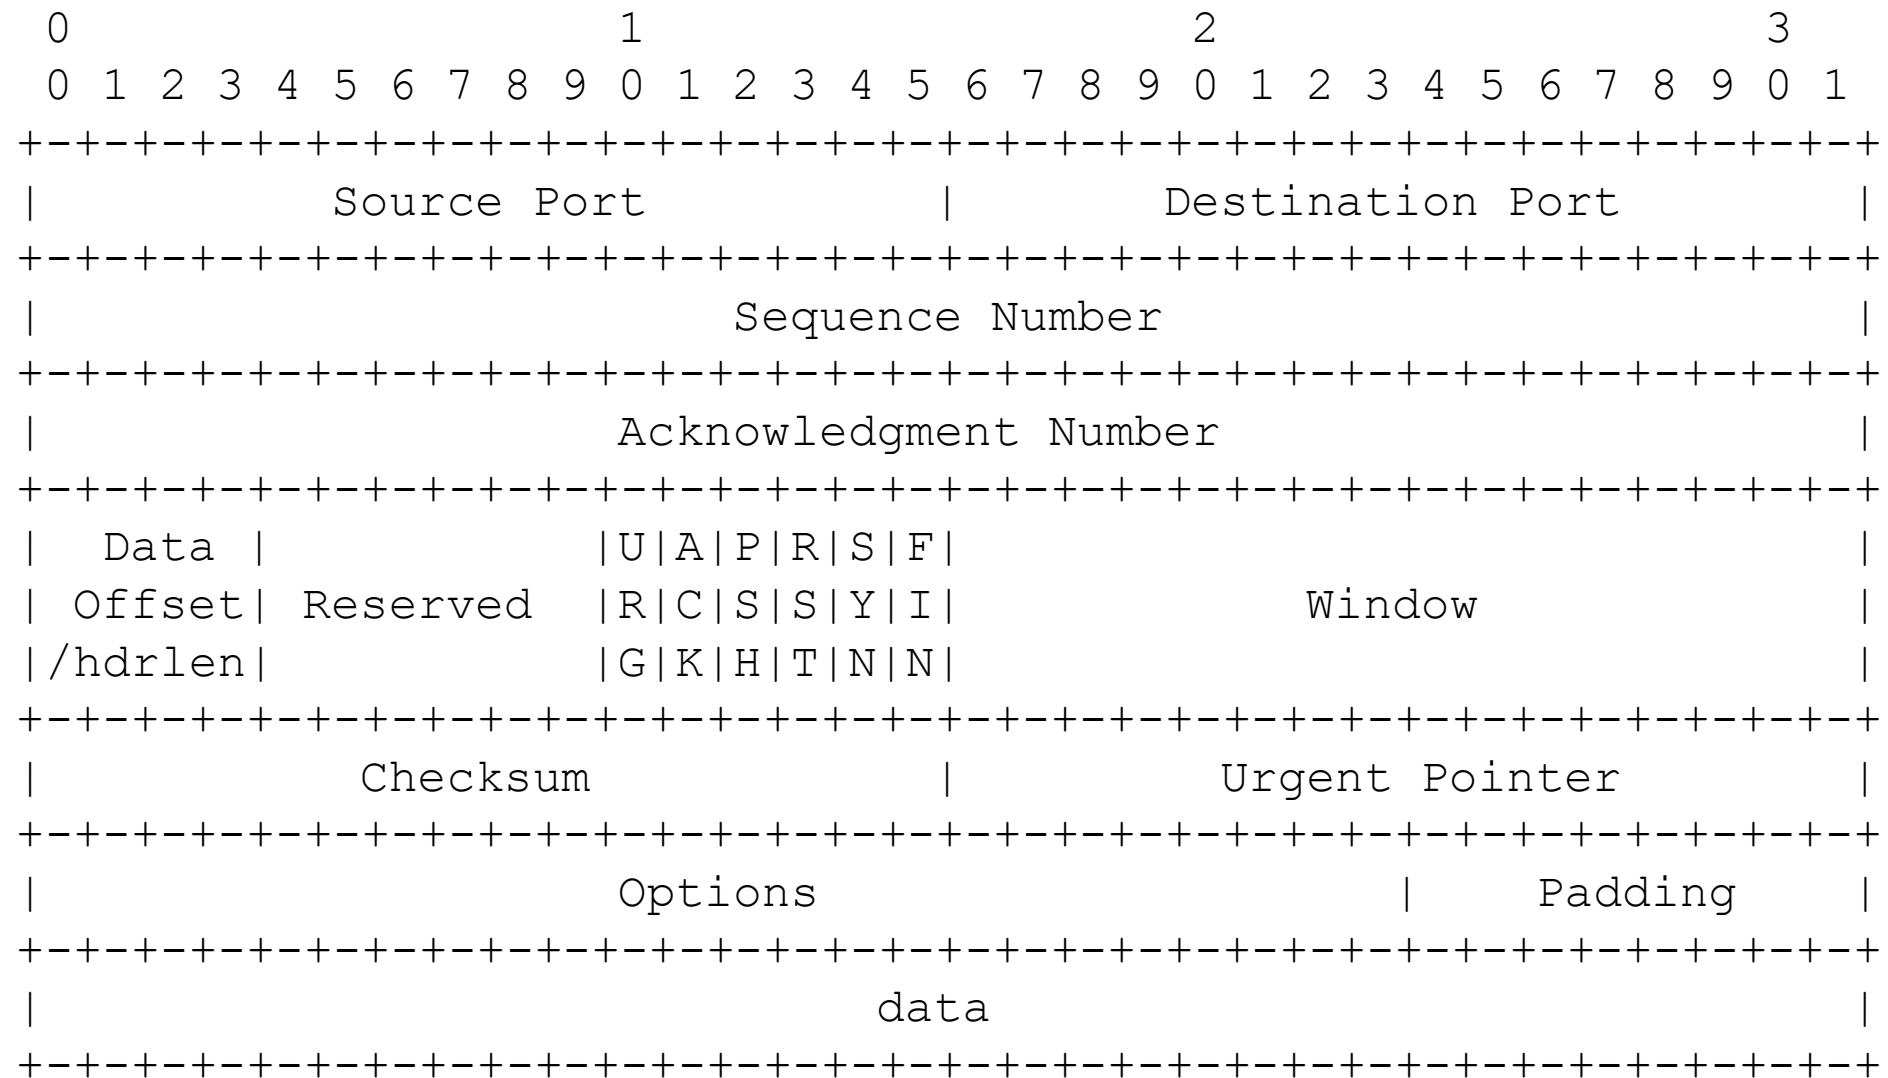 0                   1                   2                   3
 0 1 2 3 4 5 6 7 8 9 0 1 2 3 4 5 6 7 8 9 0 1 2 3 4 5 6 7 8 9 0 1
+-+-+-+-+-+-+-+-+-+-+-+-+-+-+-+-+-+-+-+-+-+-+-+-+-+-+-+-+-+-+-+-+
|          Source Port          |       Destination Port        |
+-+-+-+-+-+-+-+-+-+-+-+-+-+-+-+-+-+-+-+-+-+-+-+-+-+-+-+-+-+-+-+-+
|                        Sequence Number                        |
+-+-+-+-+-+-+-+-+-+-+-+-+-+-+-+-+-+-+-+-+-+-+-+-+-+-+-+-+-+-+-+-+
|                    Acknowledgment Number                      |
+-+-+-+-+-+-+-+-+-+-+-+-+-+-+-+-+-+-+-+-+-+-+-+-+-+-+-+-+-+-+-+-+
|  Data |           |U|A|P|R|S|F|                               |
| Offset| Reserved  |R|C|S|S|Y|I|            Window             |
|/hdrlen|           |G|K|H|T|N|N|                               |
+-+-+-+-+-+-+-+-+-+-+-+-+-+-+-+-+-+-+-+-+-+-+-+-+-+-+-+-+-+-+-+-+
|           Checksum            |         Urgent Pointer        |
+-+-+-+-+-+-+-+-+-+-+-+-+-+-+-+-+-+-+-+-+-+-+-+-+-+-+-+-+-+-+-+-+
|                    Options                    |    Padding    |
+-+-+-+-+-+-+-+-+-+-+-+-+-+-+-+-+-+-+-+-+-+-+-+-+-+-+-+-+-+-+-+-+
|                             data                              |
+-+-+-+-+-+-+-+-+-+-+-+-+-+-+-+-+-+-+-+-+-+-+-+-+-+-+-+-+-+-+-+-+